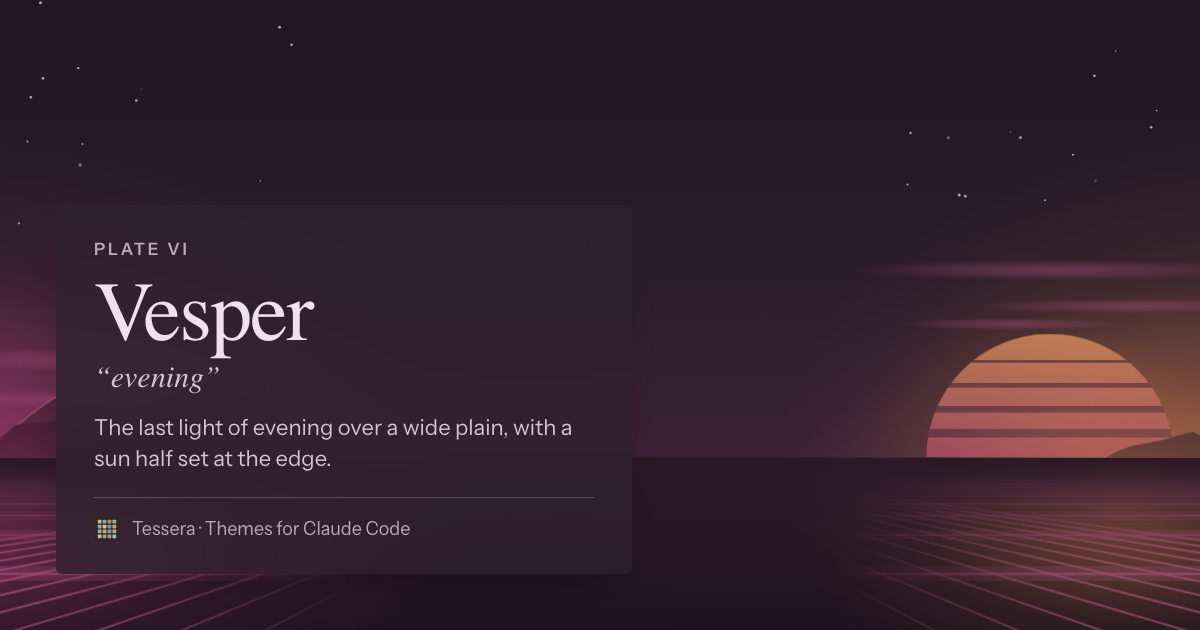 PLATE VI
Vesper
“evening”
The last light of evening over a wide plain, with a
sun half set at the edge.
Tessera · Themes for Claude Code